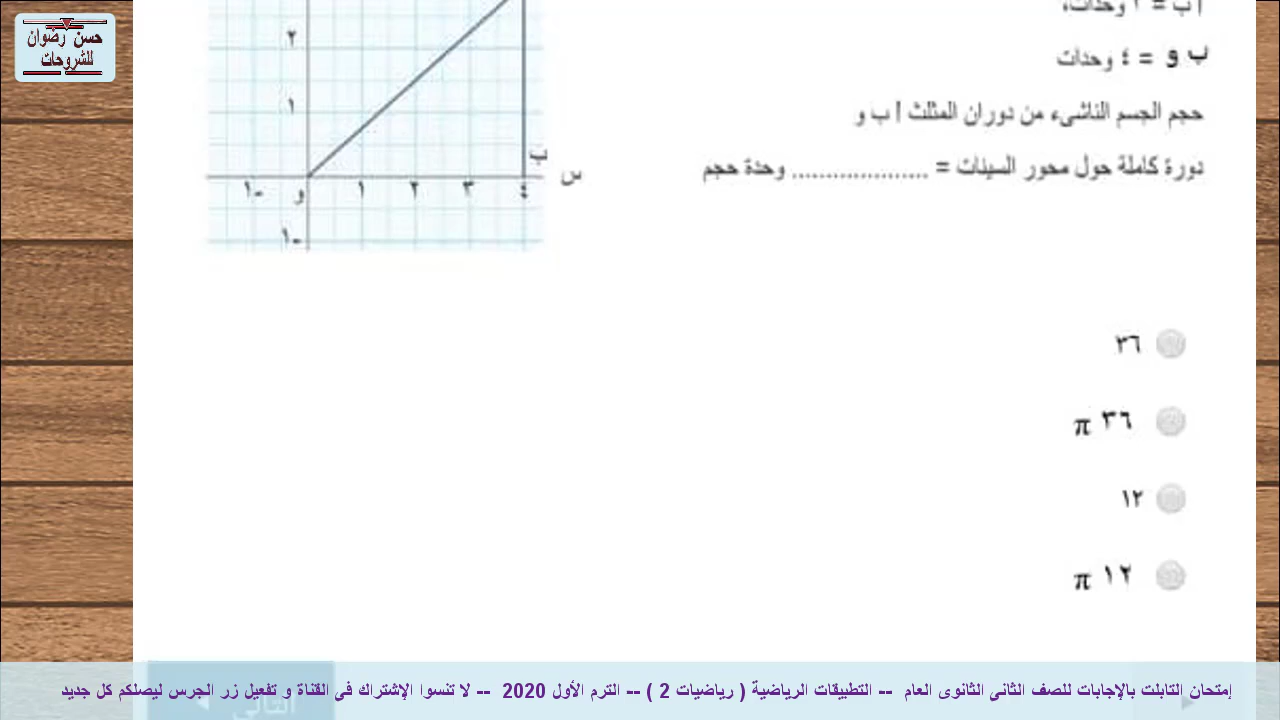 حسن رضوان
للشروحات
ب و = ٤ وحدات
حجم الجسم الناشىء من دوران المثلث أ ب و
دورة كاملة حول محور السينات = .................... وحدة حجم
٢
١
ب
س
١- و ١ ٢ ٣ ٤
١-
٣٦
٣٦ π
١٢
١٢ π
التالي
إمتحان التابلت بالإجابات للصف الثانى الثانوى العام -- التطبيقات الرياضية ( رياضيات 2 ) -- الترم الأول 2020 -- لا تنسوا الإشتراك فى القناة و تفعيل زر الجرس ليصلكم كل جديد